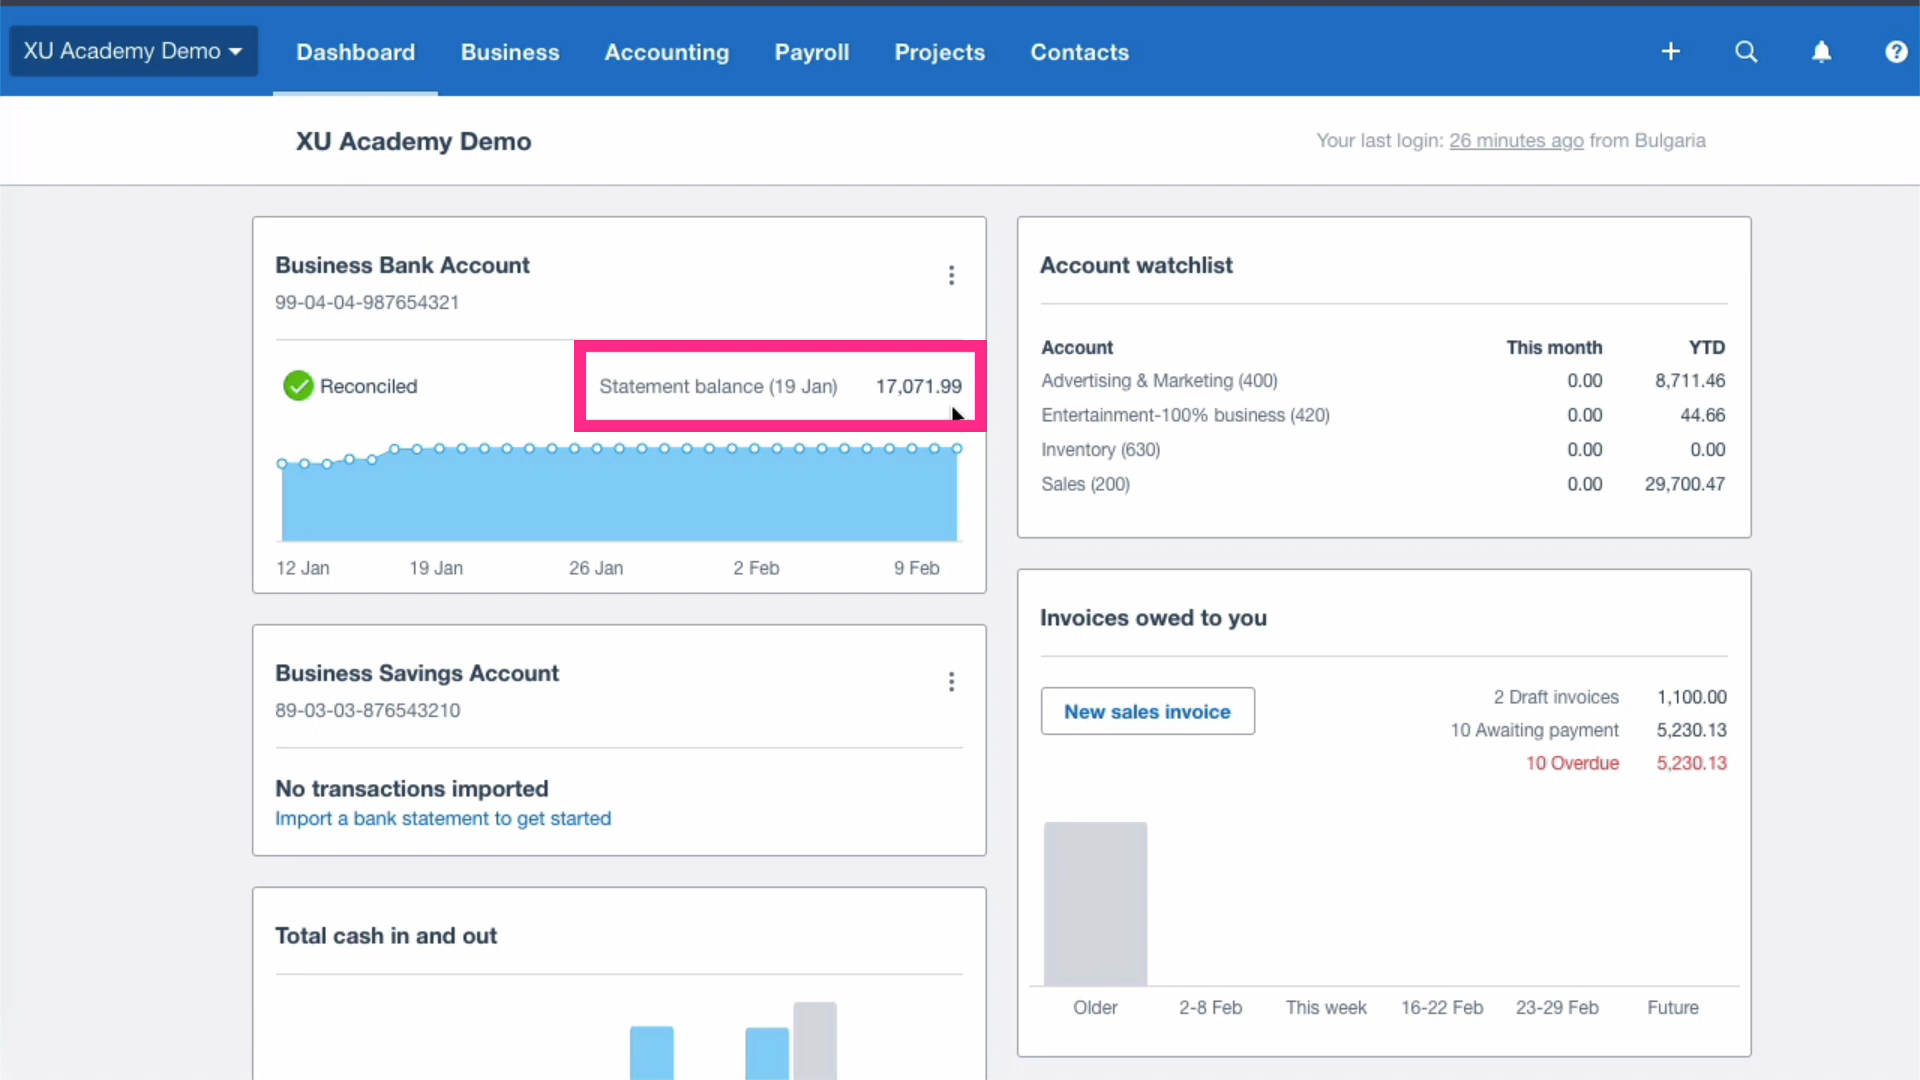 XU Academy Demo
Dashboard
Business
Accounting
Payroll
Projects
Contacts
?
XU Academy Demo
Your last login: 26 minutes ago from Bulgaria
Business Bank Account
99-04-04-987654321
Reconciled
Statement balance (19 Jan) 17,071.99
12 Jan 19 Jan 26 Jan 2 Feb 9 Feb
Business Savings Account
89-03-03-876543210
No transactions imported
Import a bank statement to get started
Total cash in and out
Account watchlist
Account This month YTD
Advertising & Marketing (400) 0.00 8,711.46
Entertainment-100% business (420) 0.00 44.66
Inventory (630) 0.00 0.00
Sales (200) 0.00 29,700.47
Invoices owed to you
New sales invoice
2 Draft invoices 1,100.00
10 Awaiting payment 5,230.13
10 Overdue 5,230.13
Older 2-8 Feb This week 16-22 Feb 23-29 Feb Future